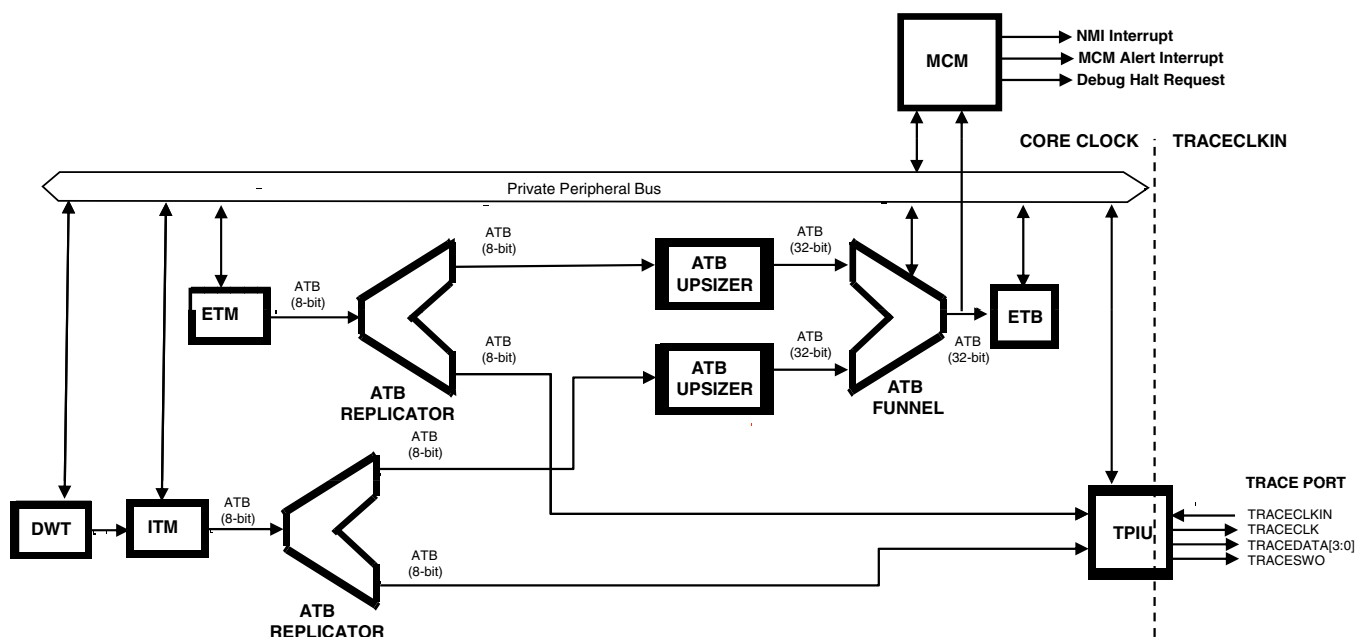 NMI Interrupt
MCM
MCM Alert Interrupt
Debug Halt Request
CORE CLOCK
TRACECLKIN
Private Peripheral Bus
ATB
(8-bit)
ATB
(32-bit)
ATB
UPSIZER
ETM
ATB
(8-bit)
ETB
ATB
(8-bit)
ATB
(32-bit)
ATB
(32-bit)
ATB
UPSIZER
ATB
REPLICATOR
ATB
FUNNEL
ATB
(8-bit)
DWT
ITM
ATB
(8-bit)
TRACE PORT
TPIU
TRACECLKIN
TRACECLK
TRACEDATA[3:0]
TRACESWO
ATB
(8-bit)
ATB
REPLICATOR